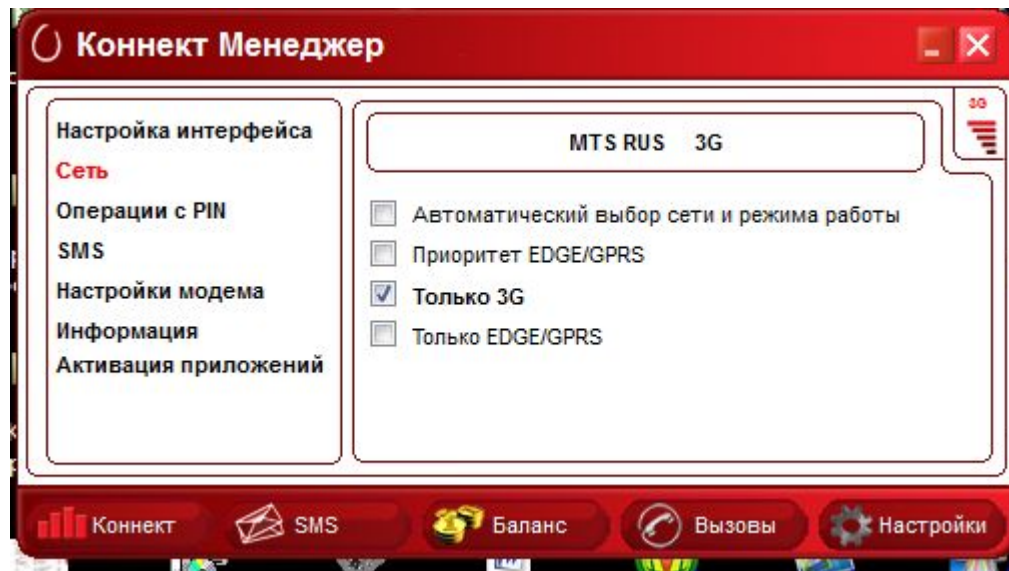 Коннект Менеджер
3G
Настройка интерфейса
Сеть
Операции с PIN
SMS
Настройки модема
Информация
Активация приложений
MTS RUS 3G
Автоматический выбор сети и режима работы
Приоритет EDGE/GPRS
Только 3G
Только EDGE/GPRS
Коннект
SMS
Баланс
Вызовы
Настройки